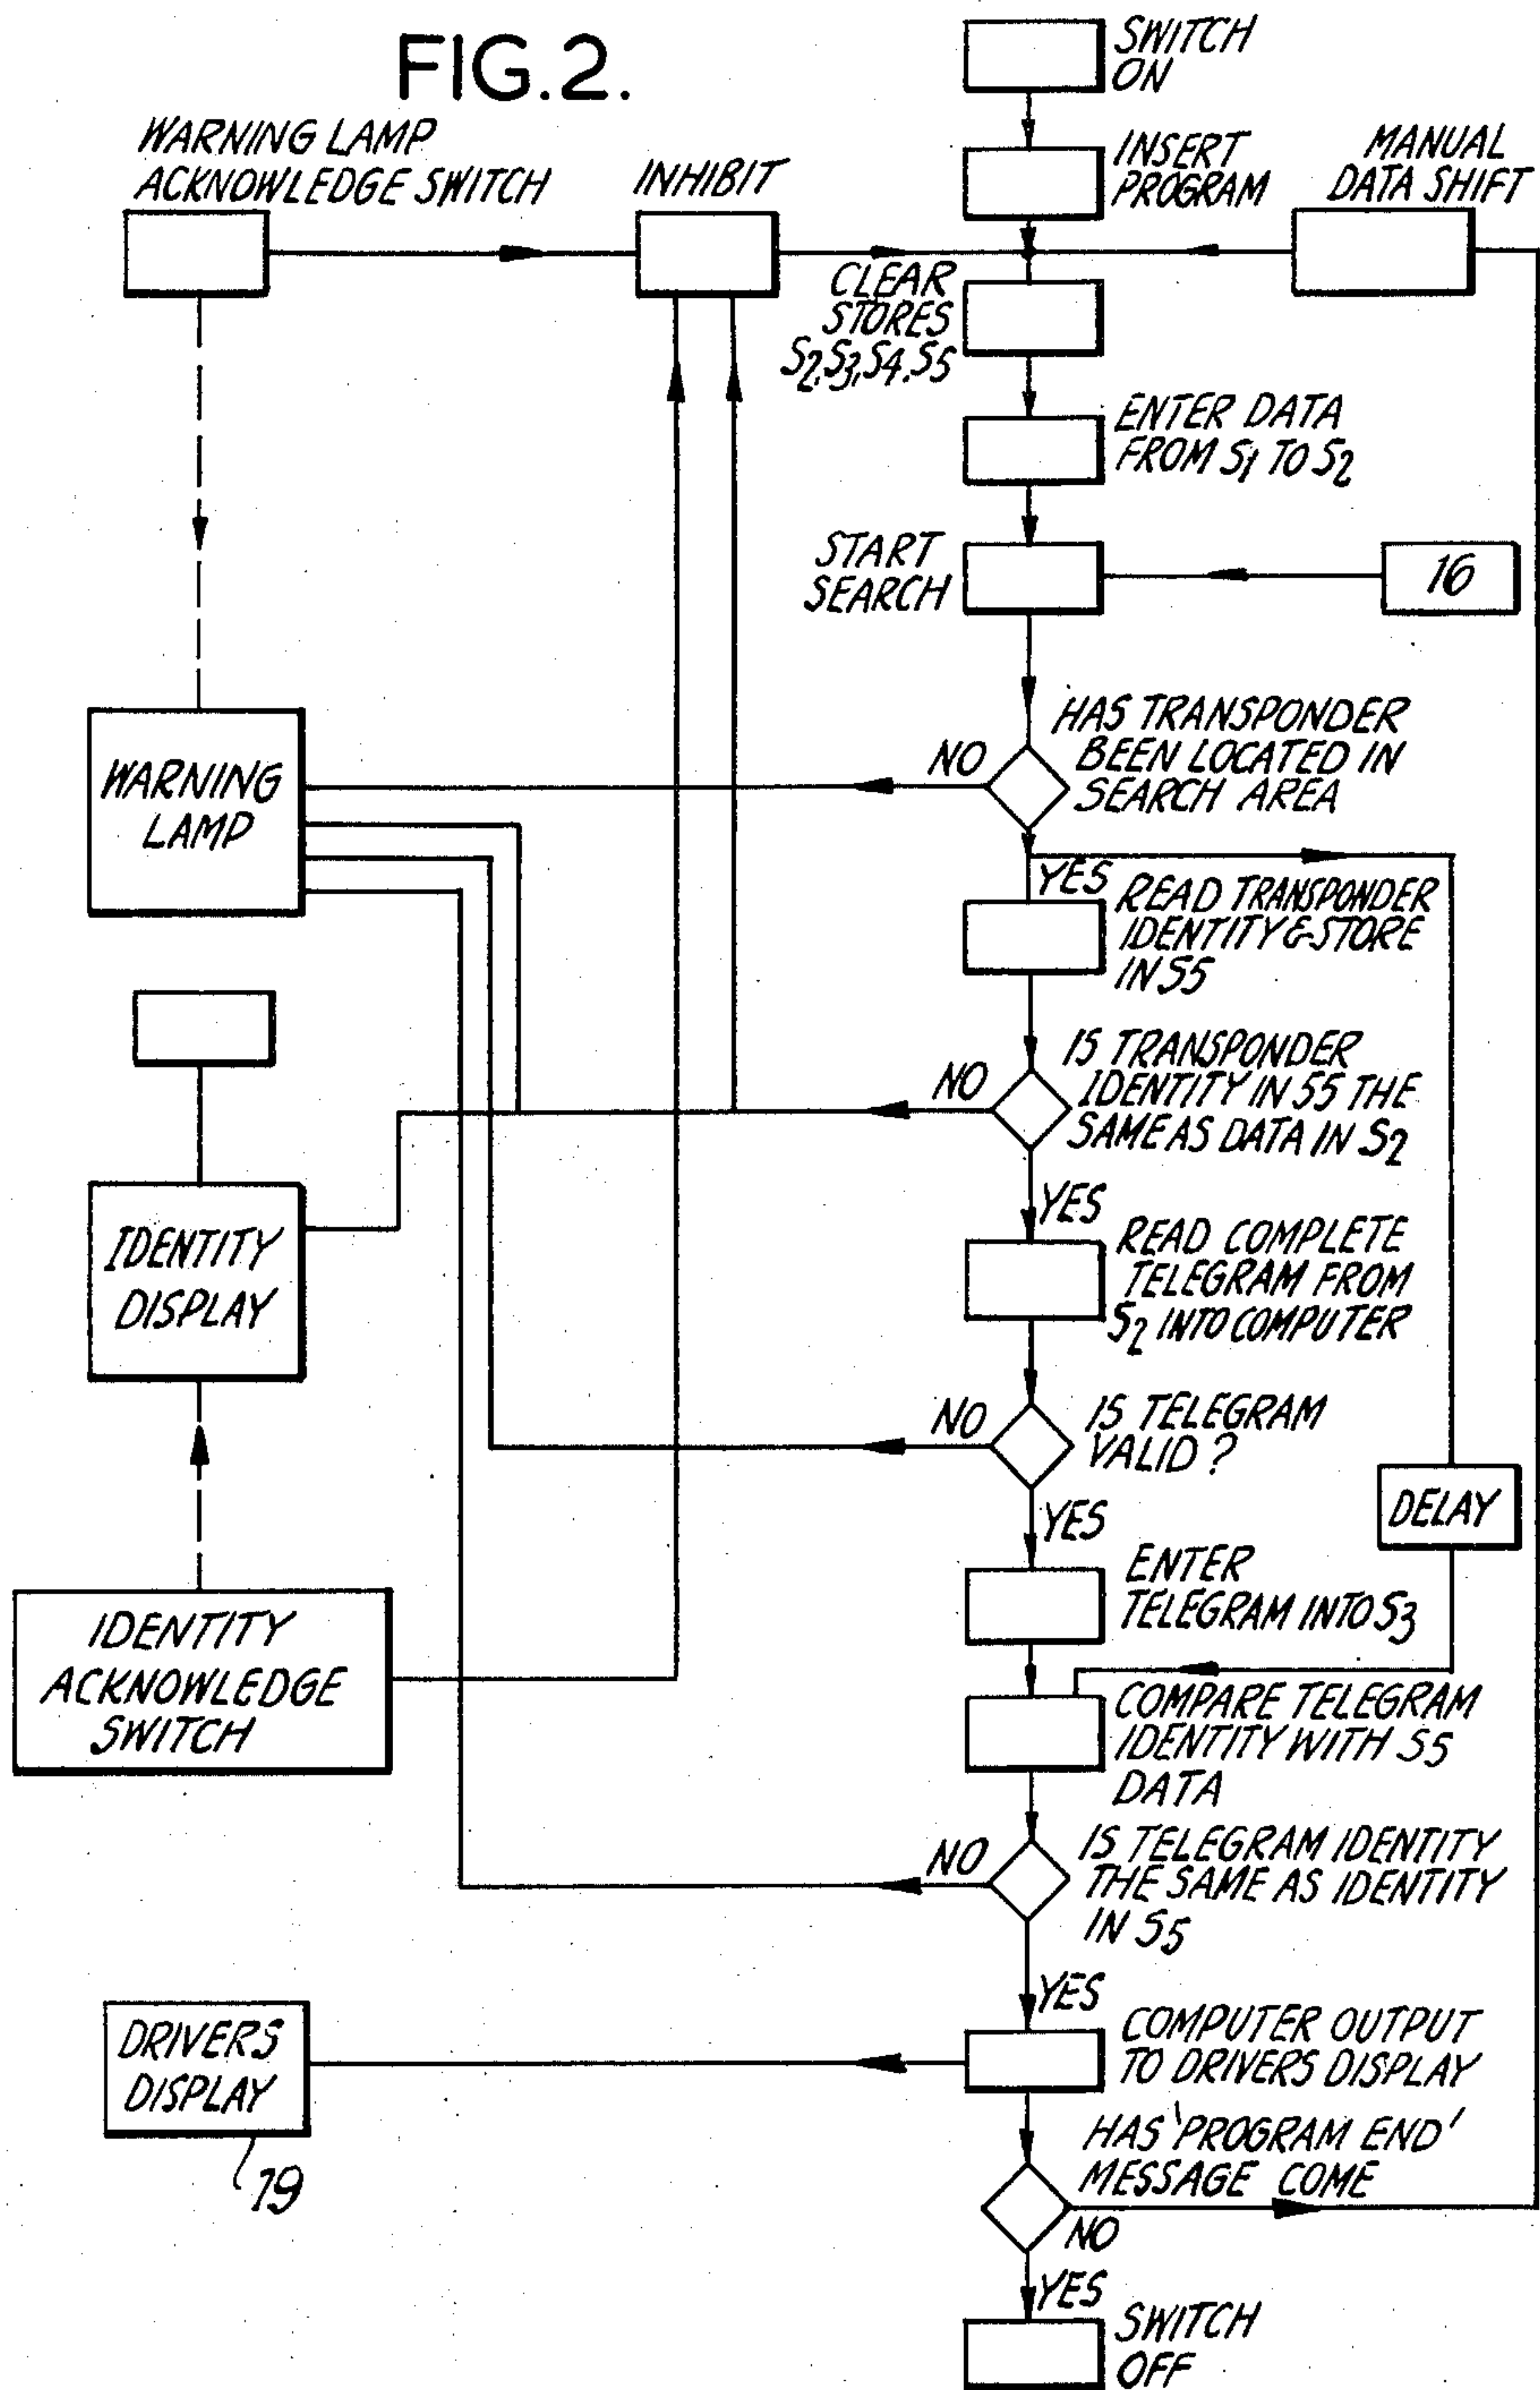 FIG.2.
SWITCH
ON
WARNING LAMP
ACKNOWLEDGE SWITCH
INHIBIT
INSERT
PROGRAM
MANUAL
DATA SHIFT
CLEAR
STORES
S2,S3,S4.S5
ENTER DATA
FROM S1 TO S2
START
SEARCH
16
HAS TRANSPONDER
BEEN LOCATED IN
SEARCH AREA
NO
WARNING
LAMP
YES
READ TRANSPONDER
IDENTITY & STORE
IN S5
IS TRANSPONDER
IDENTITY IN S5 THE
SAME AS DATA IN S2
NO
YES
IDENTITY
DISPLAY
READ COMPLETE
TELEGRAM FROM
S2 INTO COMPUTER
NO
IS TELEGRAM
VALID ?
YES
DELAY
ENTER
TELEGRAM INTO S3
IDENTITY
ACKNOWLEDGE
SWITCH
COMPARE TELEGRAM
IDENTITY WITH S5
DATA
NO
IS TELEGRAM IDENTITY
THE SAME AS IDENTITY
IN S5
YES
DRIVERS
DISPLAY
19
COMPUTER OUTPUT
TO DRIVERS DISPLAY
HAS 'PROGRAM END'
MESSAGE COME
NO
YES
SWITCH
OFF